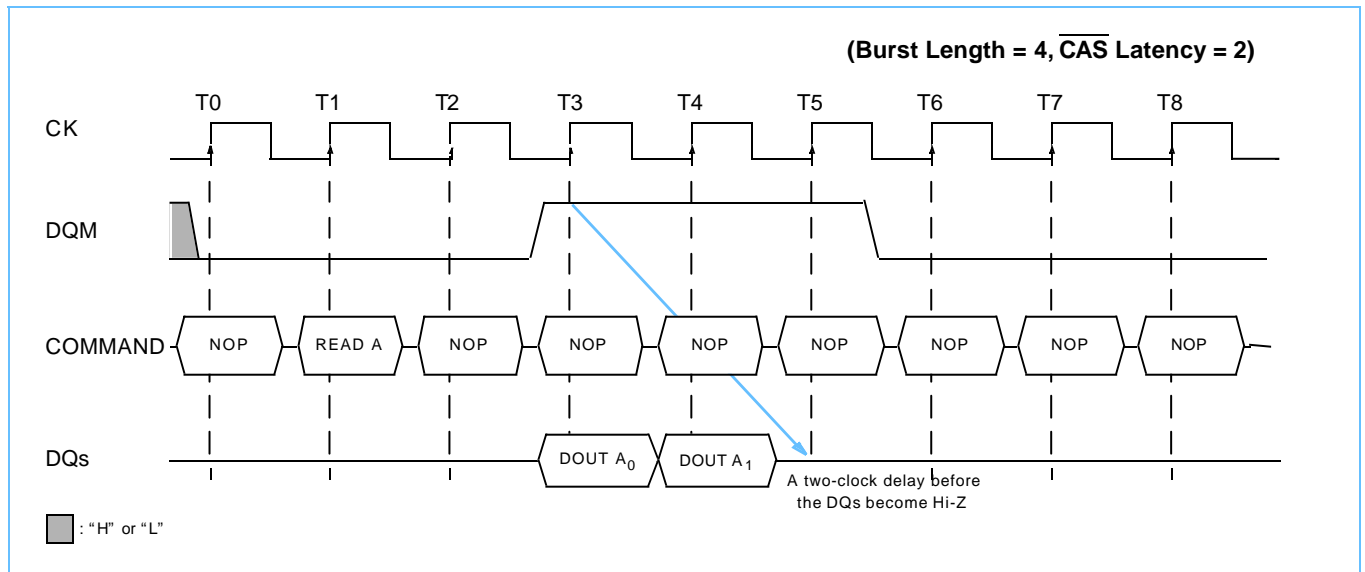 (Burst Length = 4, CAS Latency = 2)
T0 T1 T2 T3 T4 T5 T6 T7 T8
CK
DQM
COMMAND NOP READ A NOP NOP NOP NOP NOP NOP NOP
DQs DOUT A0 DOUT A1
A two-clock delay before
the DQs become Hi-Z
: “H” or “L”